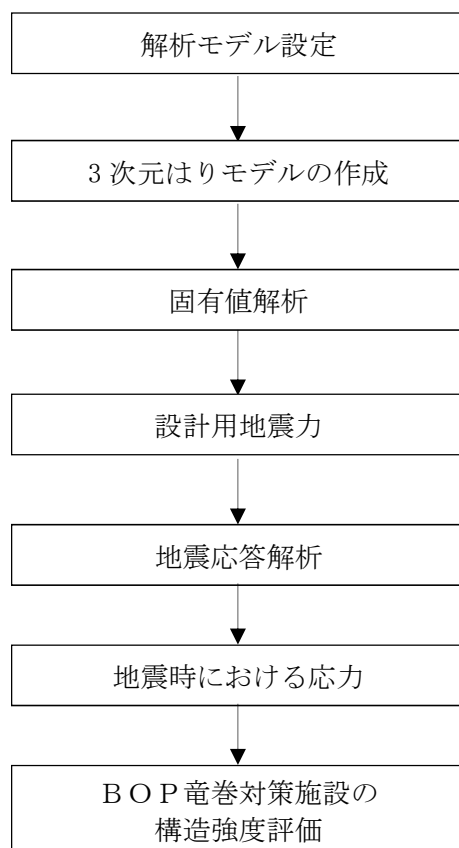 解析モデル設定
3次元はりモデルの作成
固有値解析
設計用地震力
地震応答解析
地震時における応力
ＢＯＰ竜巻対策施設の
構造強度評価